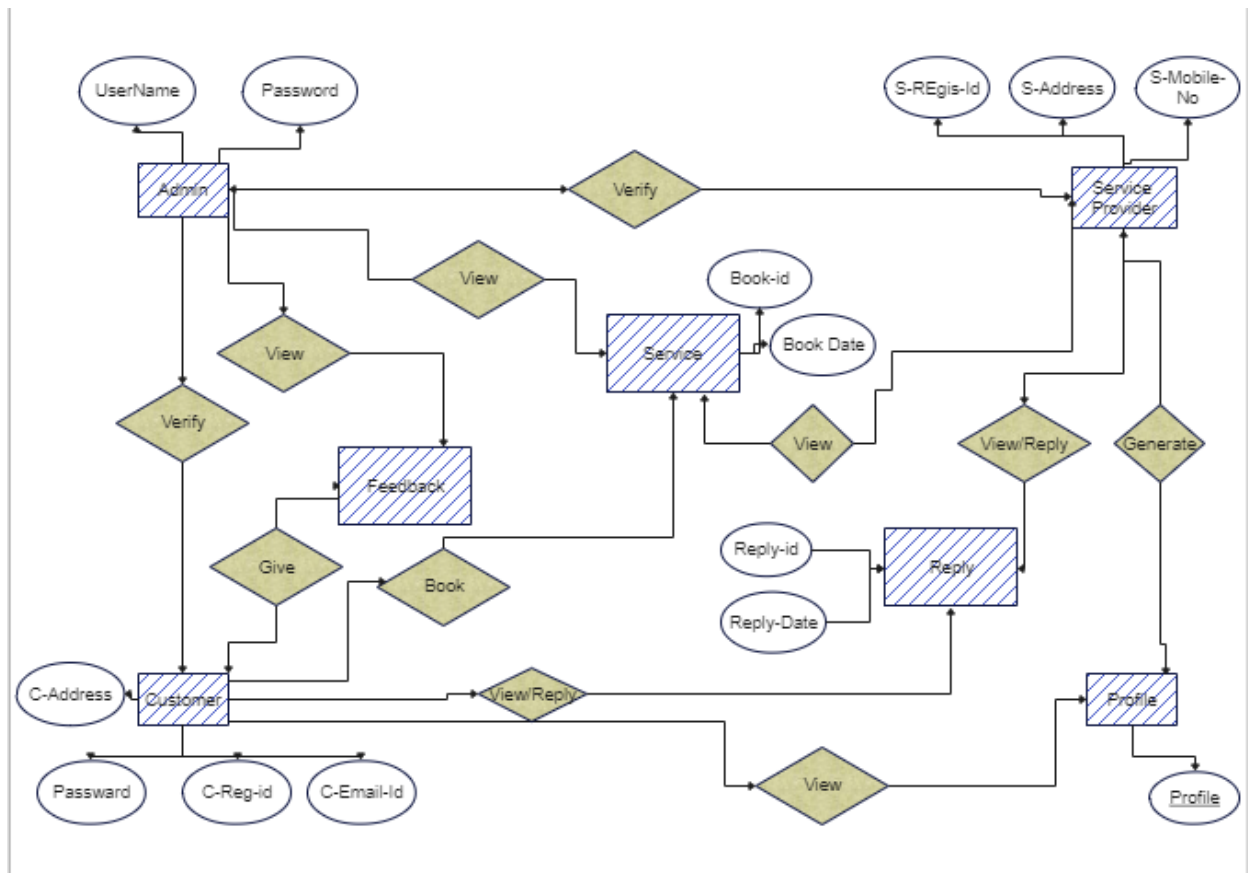 UserName
Password
S-REgis-Id
S-Address
S-Mobile-
No
Admin
Verify
Service
Provider
View
Book-id
Service
Book Date
View
Verify
View
View/Reply
Generate
Feedback
Give
Book
Reply-id
Reply
Reply-Date
C-Address
Customer
View/Reply
Profile
Passward
C-Reg-id
C-Email-Id
View
Profile